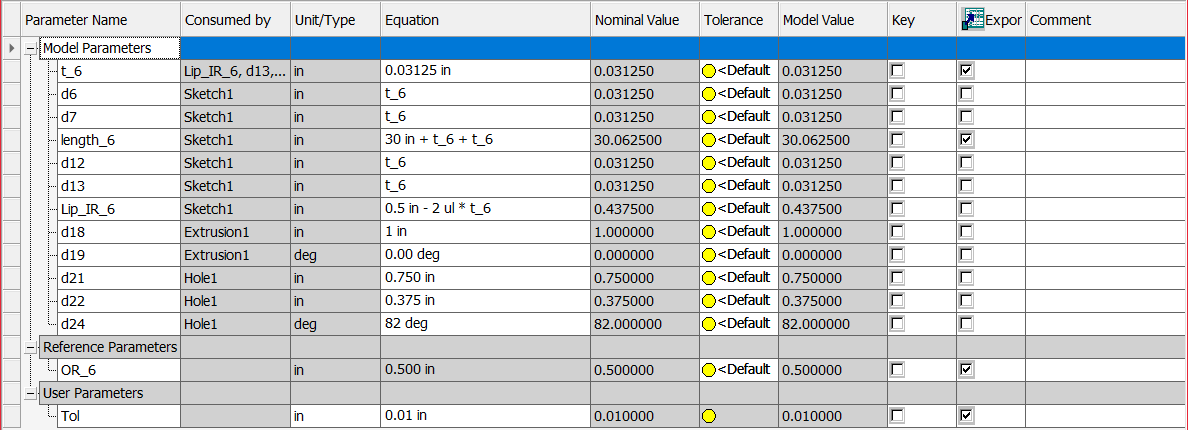 Parameter Name Consumed by Unit/Type Equation Nominal Value Tolerance Model Value Key Expor Comment
Model Parameters
t_6 Lip_IR_6, d13,... in 0.03125 in 0.031250 <Default 0.031250
d6 Sketch1 in t_6 0.031250 <Default 0.031250
d7 Sketch1 in t_6 0.031250 <Default 0.031250
length_6 Sketch1 in 30 in + t_6 + t_6 30.062500 <Default 30.062500
d12 Sketch1 in t_6 0.031250 <Default 0.031250
d13 Sketch1 in t_6 0.031250 <Default 0.031250
Lip_IR_6 Sketch1 in 0.5 in - 2 ul * t_6 0.437500 <Default 0.437500
d18 Extrusion1 in 1 in 1.000000 <Default 1.000000
d19 Extrusion1 deg 0.00 deg 0.000000 <Default 0.000000
d21 Hole1 in 0.750 in 0.750000 <Default 0.750000
d22 Hole1 in 0.375 in 0.375000 <Default 0.375000
d24 Hole1 deg 82 deg 82.000000 <Default 82.000000
Reference Parameters
OR_6 in 0.500 in 0.500000 <Default 0.500000
User Parameters
Tol in 0.01 in 0.010000 0.010000